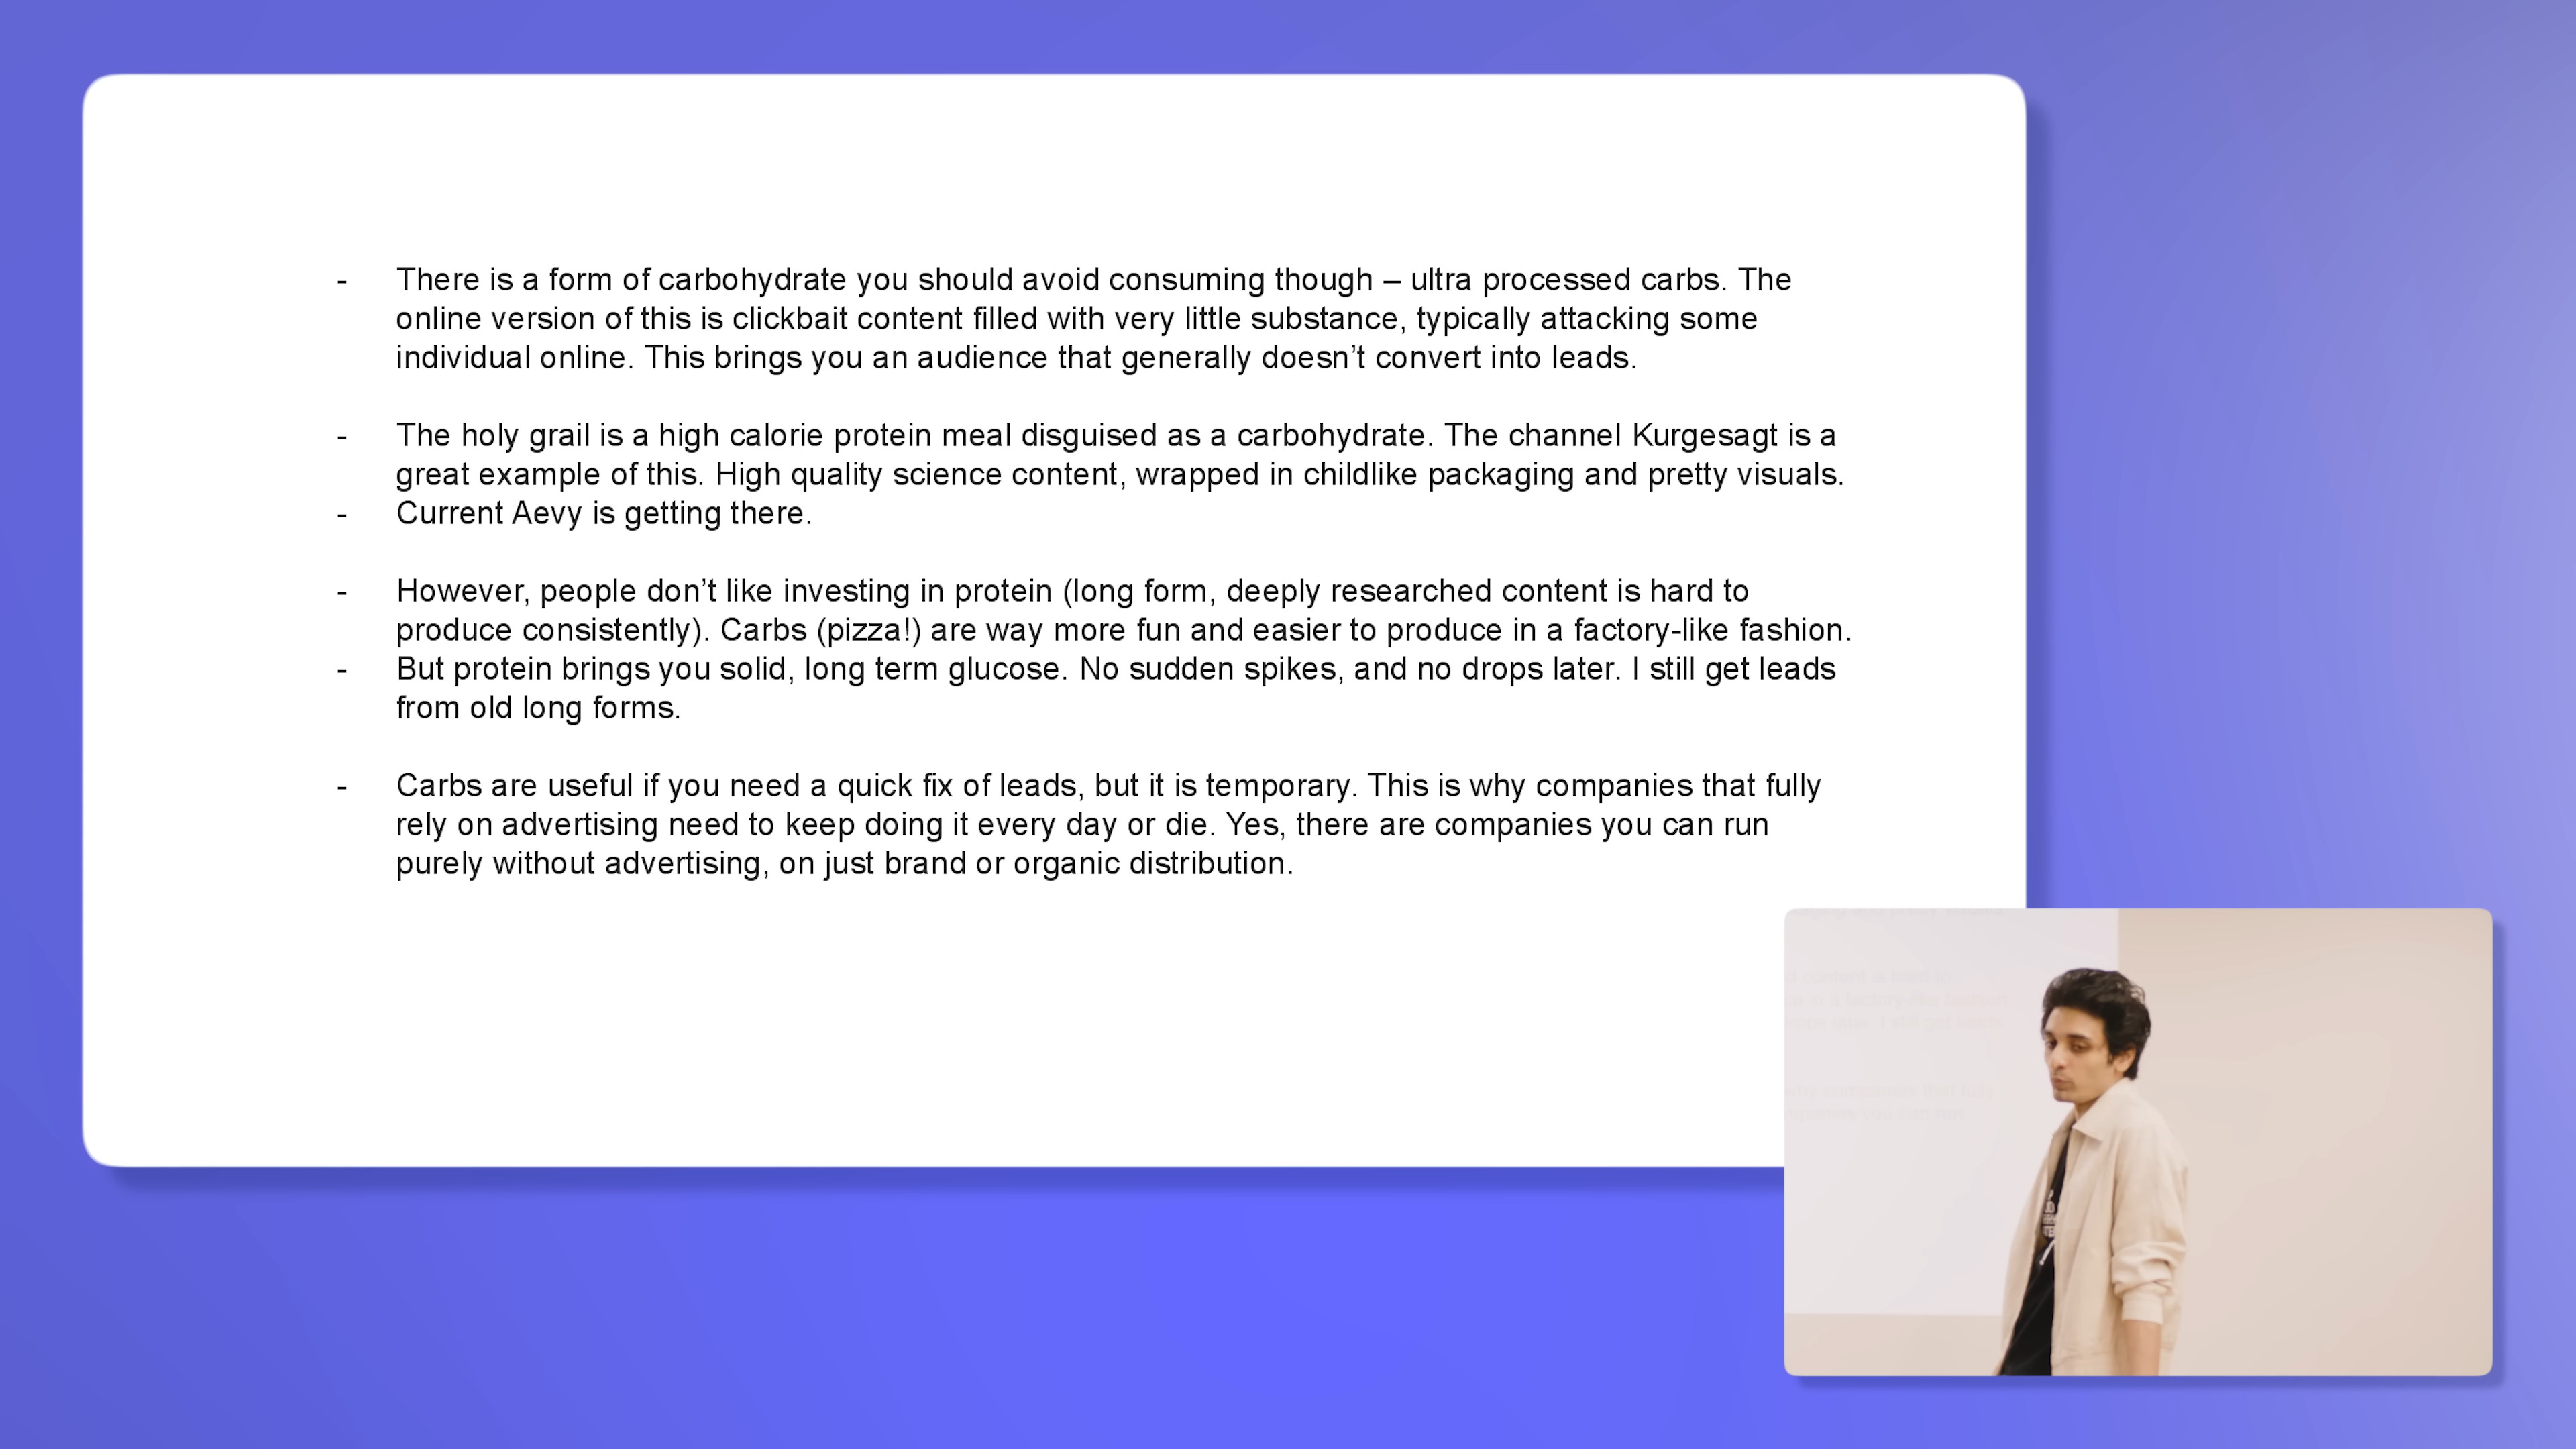 - There is a form of carbohydrate you should avoid consuming though – ultra processed carbs. The
online version of this is clickbait content filled with very little substance, typically attacking some
individual online. This brings you an audience that generally doesn’t convert into leads.
- The holy grail is a high calorie protein meal disguised as a carbohydrate. The channel Kurgesagt is a
great example of this. High quality science content, wrapped in childlike packaging and pretty visuals.
- Current Aevy is getting there.
- However, people don’t like investing in protein (long form, deeply researched content is hard to
produce consistently). Carbs (pizza!) are way more fun and easier to produce in a factory-like fashion.
- But protein brings you solid, long term glucose. No sudden spikes, and no drops later. I still get leads
from old long forms.
- Carbs are useful if you need a quick fix of leads, but it is temporary. This is why companies that fully
rely on advertising need to keep doing it every day or die. Yes, there are companies you can run
purely without advertising, on just brand or organic distribution.